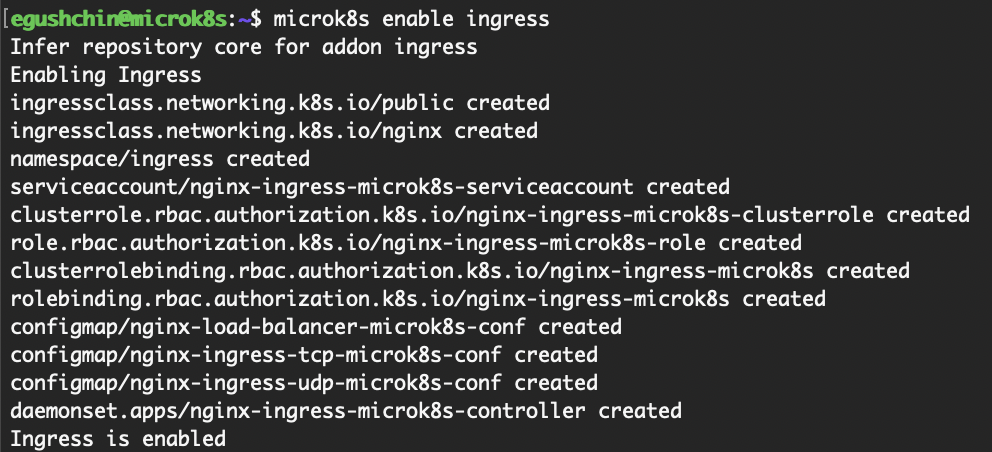 [egushchin@microk8s:~$ microk8s enable ingress
Infer repository core for addon ingress
Enabling Ingress
ingressclass.networking.k8s.io/public created
ingressclass.networking.k8s.io/nginx created
namespace/ingress created
serviceaccount/nginx-ingress-microk8s-serviceaccount created
clusterrole.rbac.authorization.k8s.io/nginx-ingress-microk8s-clusterrole created
role.rbac.authorization.k8s.io/nginx-ingress-microk8s-role created
clusterrolebinding.rbac.authorization.k8s.io/nginx-ingress-microk8s created
rolebinding.rbac.authorization.k8s.io/nginx-ingress-microk8s created
configmap/nginx-load-balancer-microk8s-conf created
configmap/nginx-ingress-tcp-microk8s-conf created
configmap/nginx-ingress-udp-microk8s-conf created
daemonset.apps/nginx-ingress-microk8s-controller created
Ingress is enabled